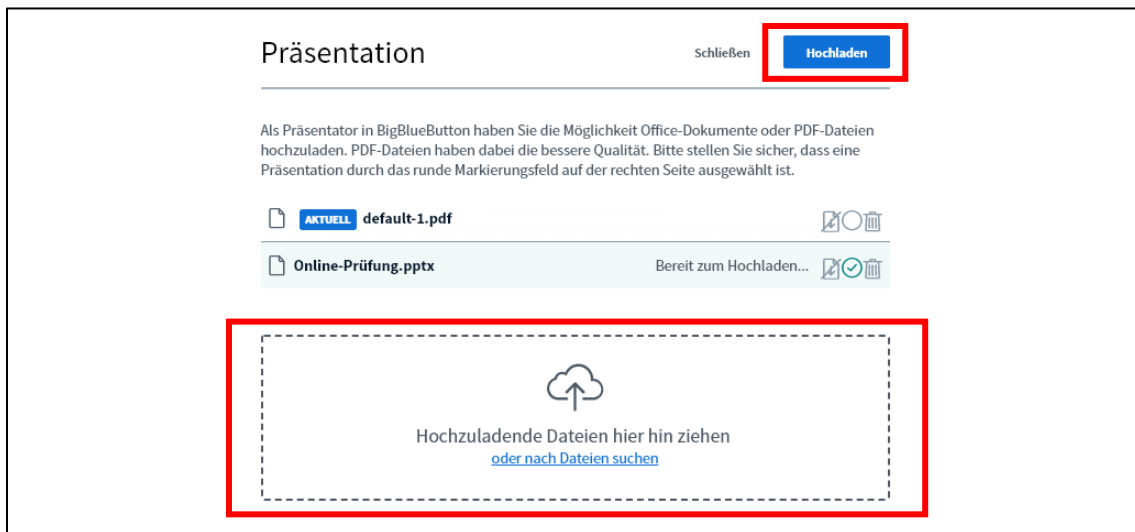 Präsentation
Schließen
Hochladen
Als Präsentator in BigBlueButton haben Sie die Möglichkeit Office-Dokumente oder PDF-Dateien
hochzuladen. PDF-Dateien haben dabei die bessere Qualität. Bitte stellen Sie sicher, dass eine
Präsentation durch das runde Markierungsfeld auf der rechten Seite ausgewählt ist.
AKTUELL default-1.pdf
Online-Prüfung.pptx Bereit zum Hochladen...
Hochzuladende Dateien hier hin ziehen
oder nach Dateien suchen